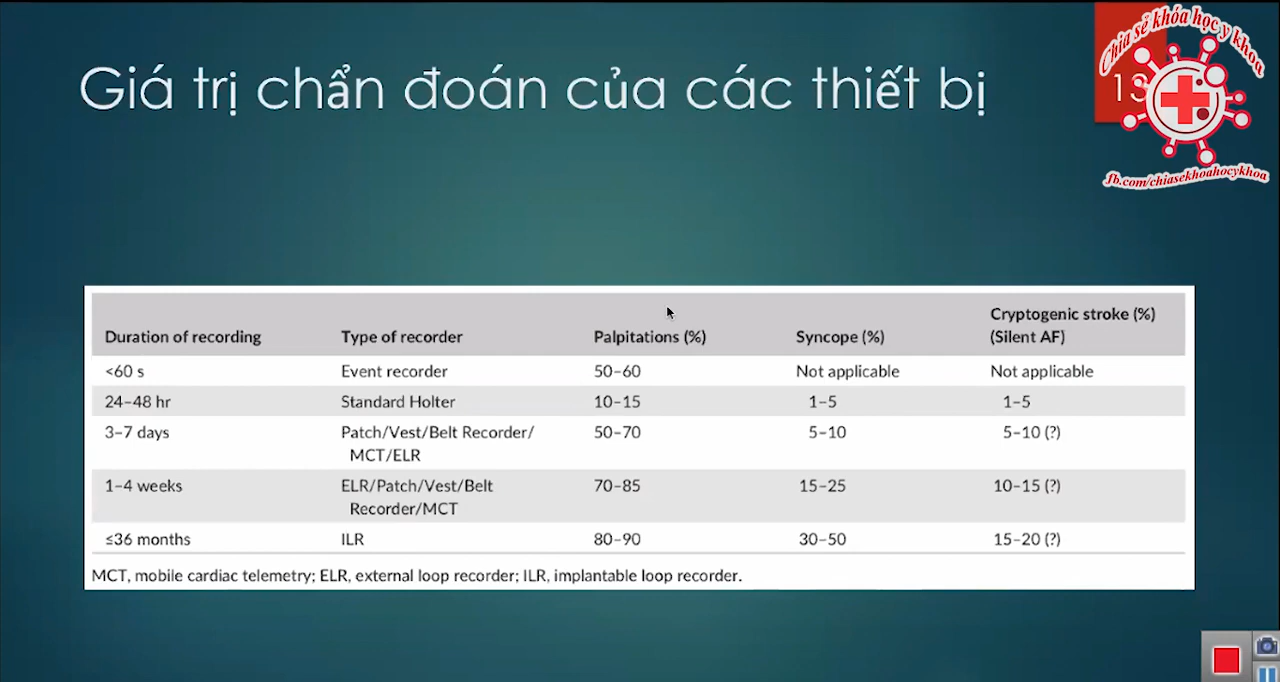 Giá trị chẩn đoán của các thiết bị
Chia sẻ khóa học y khoa
13
fb.com/chiasekhoahocykhoa
Duration of recording Type of recorder Palpitations (%) Syncope (%) Cryptogenic stroke (%)
(Silent AF)
<60 s Event recorder 50–60 Not applicable Not applicable
24–48 hr Standard Holter 10–15 1–5 1–5
3–7 days Patch/Vest/Belt Recorder/ 50–70 5–10 5–10 (?)
MCT/ELR
1–4 weeks ELR/Patch/Vest/Belt 70–85 15–25 10–15 (?)
Recorder/MCT
≤36 months ILR 80–90 30–50 15–20 (?)
MCT, mobile cardiac telemetry; ELR, external loop recorder; ILR, implantable loop recorder.